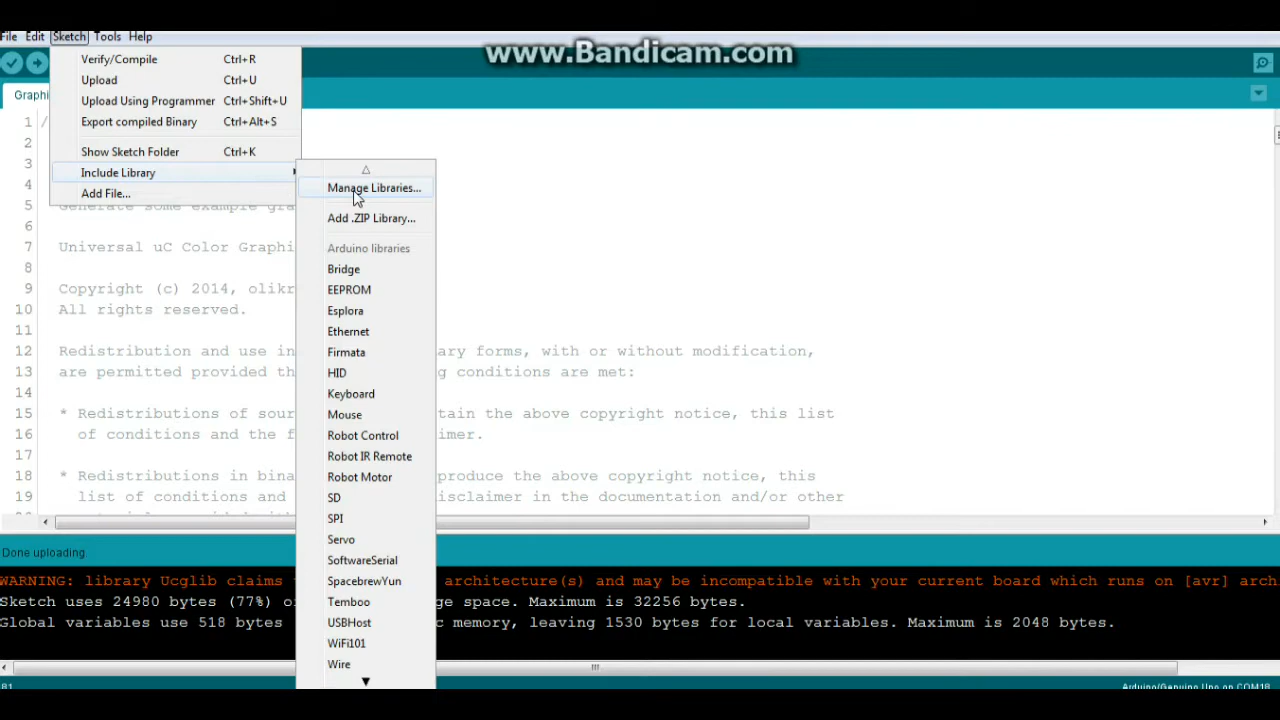 File Edit Sketch Tools Help
www.Bandicam.com
Verify/Compile Ctrl+R
Upload Ctrl+U
Upload Using Programmer Ctrl+Shift+U
Export compiled Binary Ctrl+Alt+S
Show Sketch Folder Ctrl+K
Include Library
Add File...
Manage Libraries...
Add .ZIP Library...
Arduino libraries
Bridge
EEPROM
Esplora
Ethernet
Firmata
HID
Keyboard
Mouse
Robot Control
Robot IR Remote
Robot Motor
SD
SPI
Servo
SoftwareSerial
SpacebrewYun
Temboo
USBHost
WiFi101
Wire
Graphi
1 /
2
3
4
5 Generate some example gra
6
7 Universal uC Color Graphi
8
9 Copyright (c) 2014, olikr
10 All rights reserved.
11
12 Redistribution and use in ary forms, with or without modification,
13 are permitted provided th g conditions are met:
14
15 * Redistributions of sour tain the above copyright notice, this list
16 of conditions and the f imer.
17
18 * Redistributions in bina produce the above copyright notice, this
19 list of conditions and isclaimer in the documentation and/or other
Done uploading
WARNING: library Ucglib claims architecture(s) and may be incompatible with your current board which runs on [avr] archi
Sketch uses 24980 bytes (77%) o ge space. Maximum is 32256 bytes.
Global variables use 518 bytes c memory, leaving 1530 bytes for local variables. Maximum is 2048 bytes.
81 Arduino/Genuino Uno on COM18